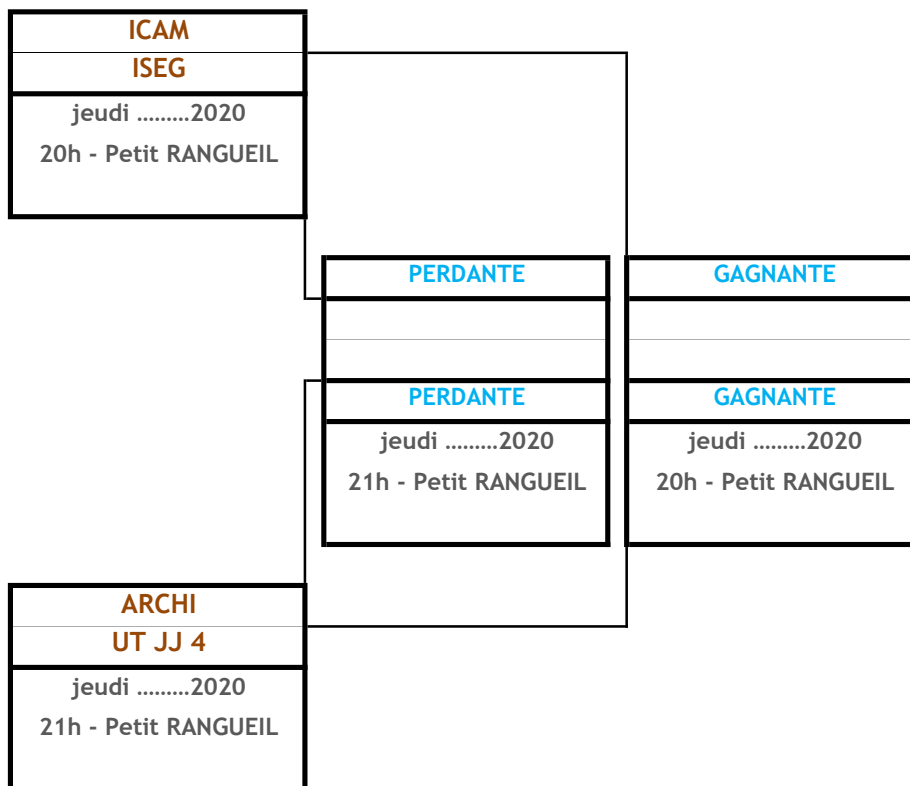 ICAM
ISEG
jeudi .........2020
20h - Petit RANGUEIL
PERDANTE
GAGNANTE
PERDANTE
GAGNANTE
jeudi .........2020
jeudi .........2020
21h - Petit RANGUEIL
20h - Petit RANGUEIL
ARCHI
UT JJ 4
jeudi .........2020
21h - Petit RANGUEIL